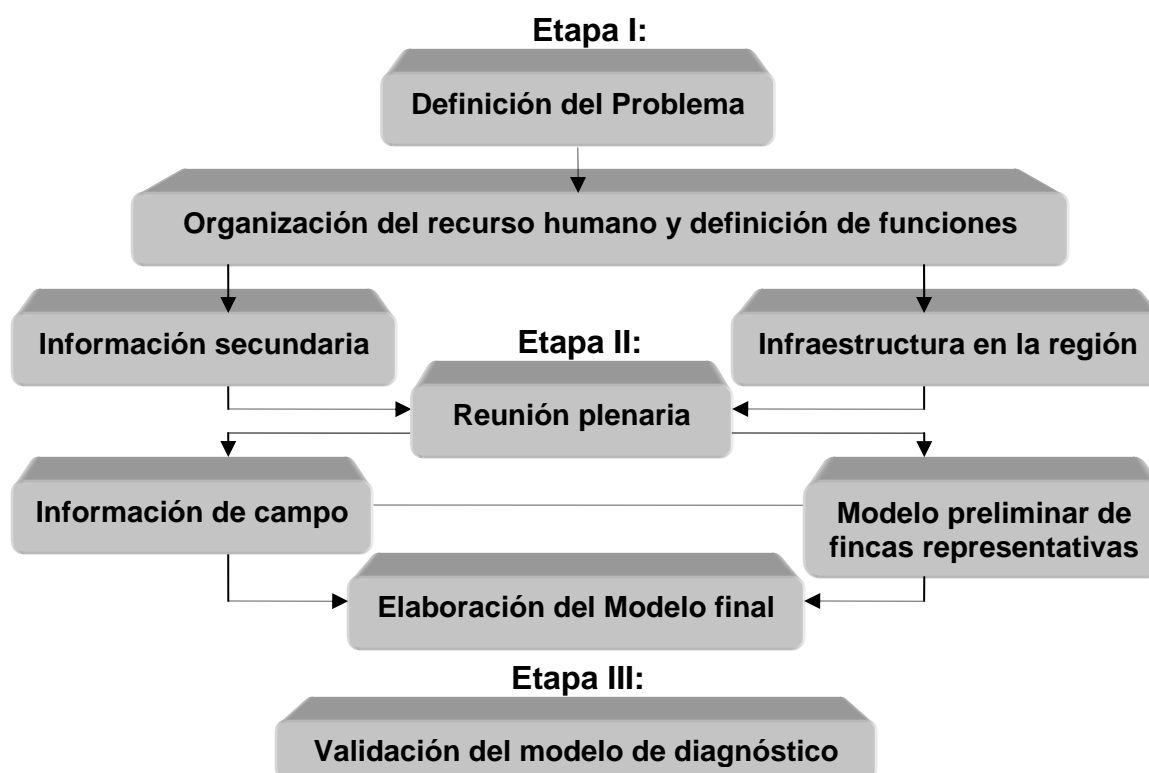 Etapa I:
Definición del Problema
Organización del recurso humano y definición de funciones
Información secundaria
Infraestructura en la región
Etapa II:
Reunión plenaria
Información de campo
Modelo preliminar de
fincas representativas
Elaboración del Modelo final
Etapa III:
Validación del modelo de diagnóstico